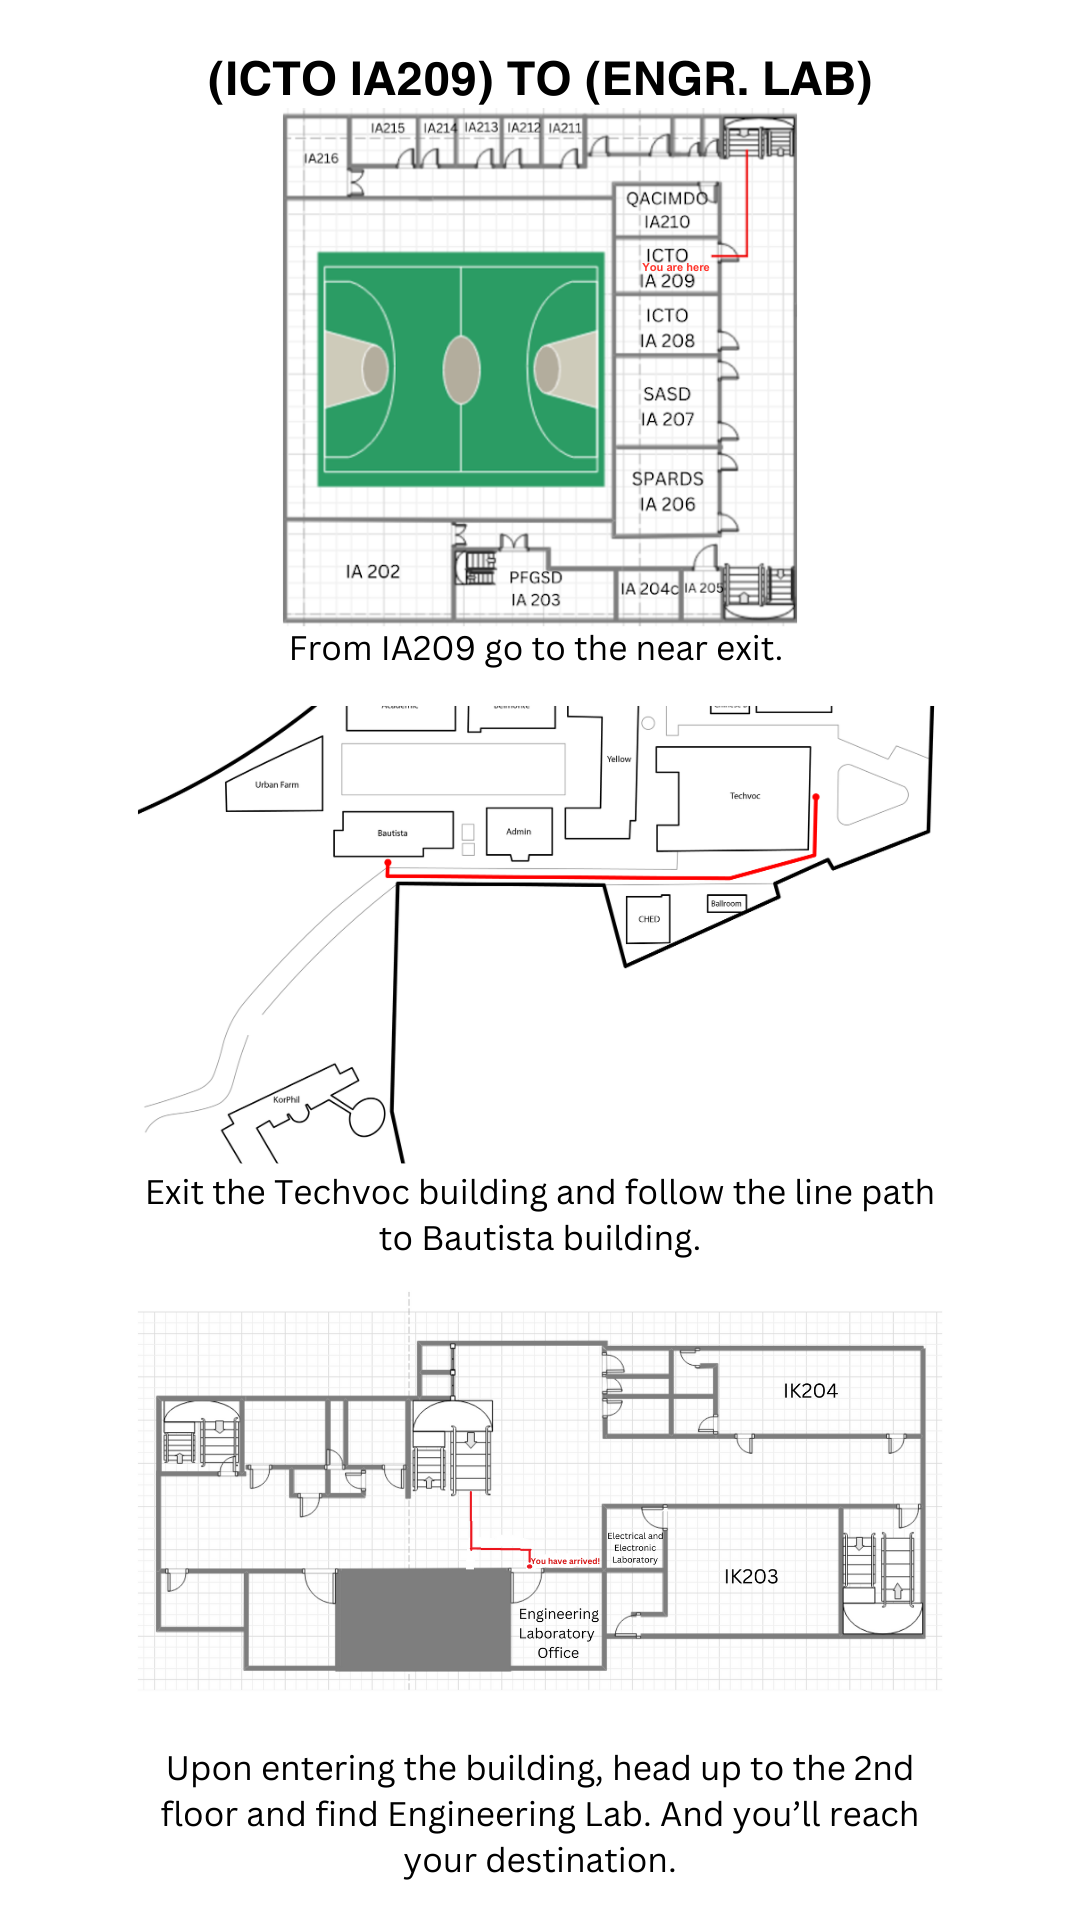 (ICTO IA209) TO (ENGR. LAB)
IA215
IA214
IA213
IA212
IA211
IA216
QACIMDO
IA210
ICTO
You are here
IA 209
ICTO
IA 208
SASD
IA 207
SPARDS
IA 206
IA 202
PFGSD
IA 203
IA 204c
IA 205
From IA209 go to the near exit.
Academic
Belmonte
Yellow
Urban Farm
Techvoc
Bautista
Admin
CHED
Ballroom
KorPhil
Exit the Techvoc building and follow the line path
to Bautista building.
IK204
Electrical and
Electronic
Laboratory
You have arrived!
IK203
Engineering
Laboratory
Office
Upon entering the building, head up to the 2nd
floor and find Engineering Lab. And you’ll reach
your destination.